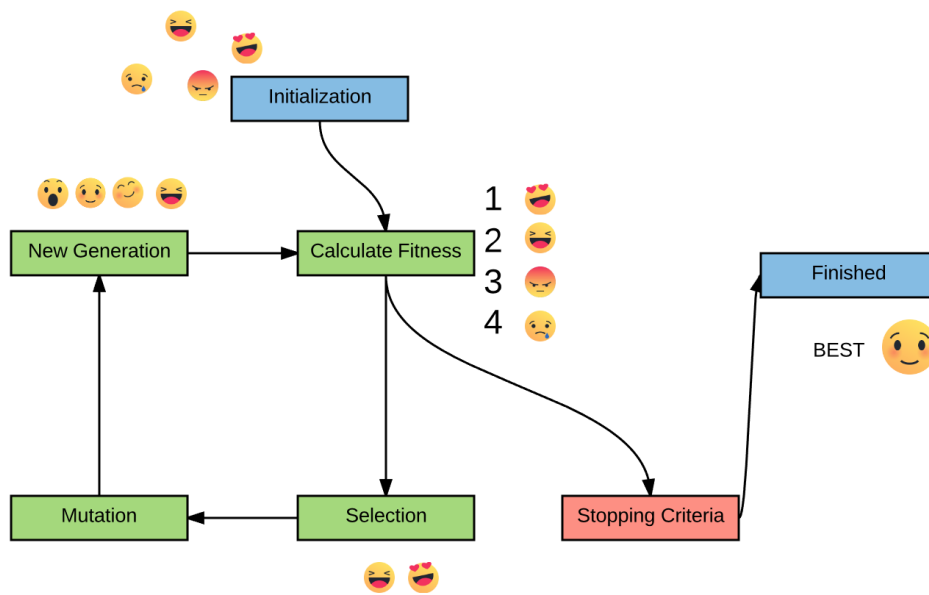 Initialization
New Generation
Calculate Fitness
1
2
3
4
Finished
BEST
Mutation
Selection
Stopping Criteria